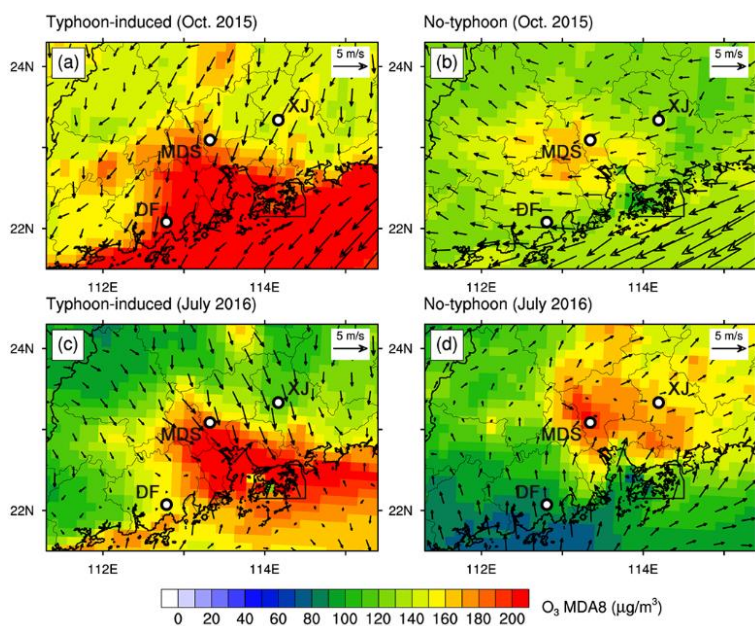 Typhoon-induced (Oct. 2015)
No-typhoon (Oct. 2015)
24N
(a)
5 m/s
XJ
MDS
DF
22N
112E
114E
24N
(b)
5 m/s
XJ
MDS
DF
22N
112E
114E
Typhoon-induced (July 2016)
No-typhoon (July 2016)
24N
(c)
5 m/s
XJ
MDS
DF
22N
112E
114E
24N
(d)
5 m/s
XJ
MDS
DF
22N
112E
114E
0 20 40 60 80 100 120 140 160 180 200
O₃ MDA8 (μg/m³)